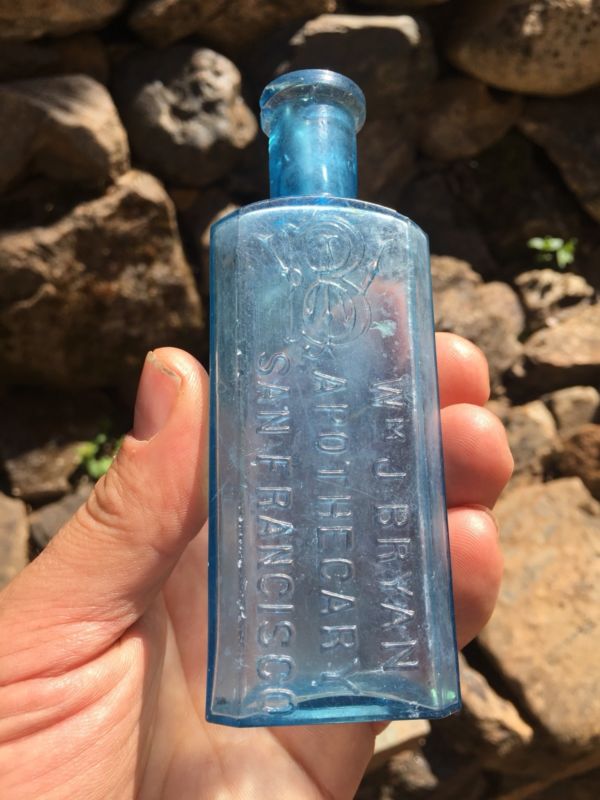 Wm J. BRYAN
APOTHECARY
SAN FRANCISCO